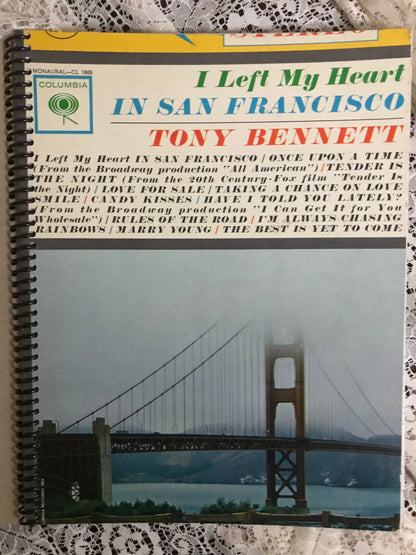 STEREO
MONAURAL—CL 1869
COLUMBIA
I Left My Heart
IN SAN FRANCISCO
TONY BENNETT
I Left My Heart IN SAN FRANCISCO | ONCE UPON A TIME
(From the Broadway production "All American") | TENDER IS
THE NIGHT (From the 20th Century-Fox film "Tender Is
the Night) | LOVE FOR SALE | TAKING A CHANCE ON LOVE
SMILE | CANDY KISSES | HAVE I TOLD YOU LATELY?
(From the Broadway production "I Can Get It for You
Wholesale") | RULES OF THE ROAD | I'M ALWAYS CHASING
RAINBOWS | MARRY YOUNG | THE BEST IS YET TO COME